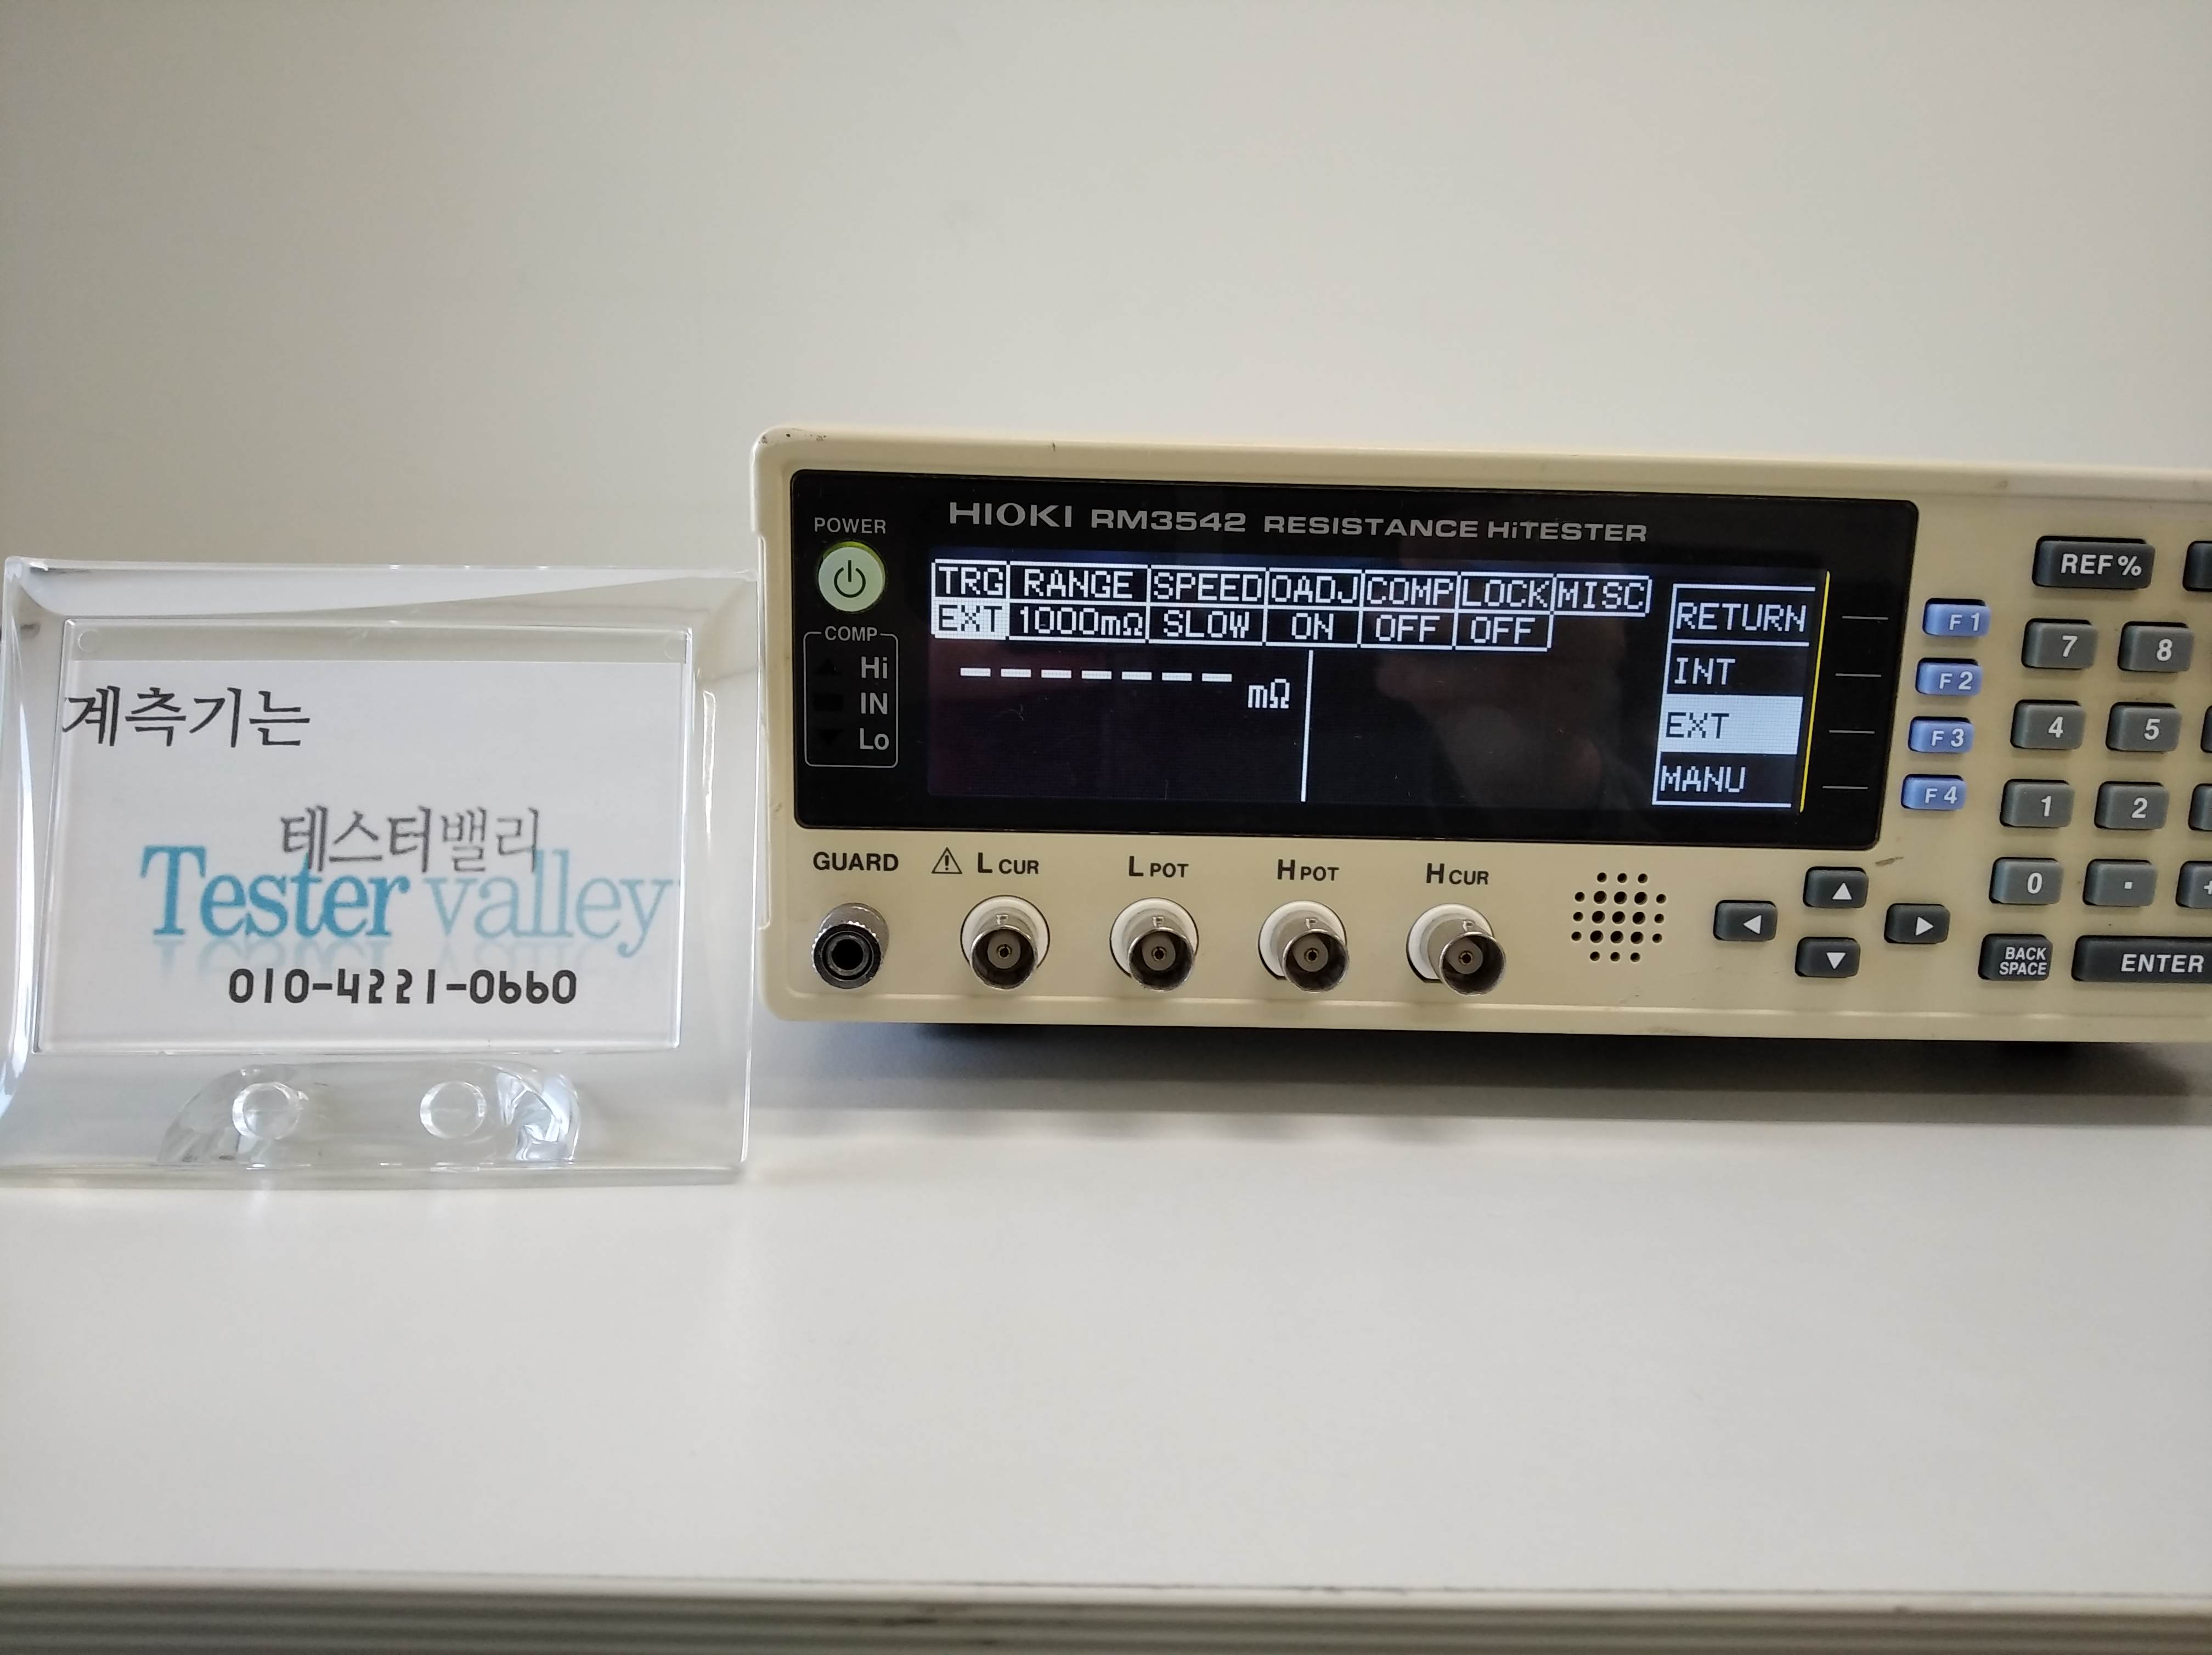 계측기는
테스터밸리
Tester valley
010-4221-0660
HIOKI RM3542 RESISTANCE HiTESTER
POWER
COMP
Hi
IN
Lo
TRG RANGE SPEED 0ADJ COMP LOCK MISC
EXT 1000mΩ SLOW ON OFF OFF
------- mΩ
RETURN
INT
EXT
MANU
F1
F2
F3
F4
REF%
7 8
4 5
1 2
0 .
BACK SPACE
ENTER
GUARD
L CUR
L POT
H POT
H CUR